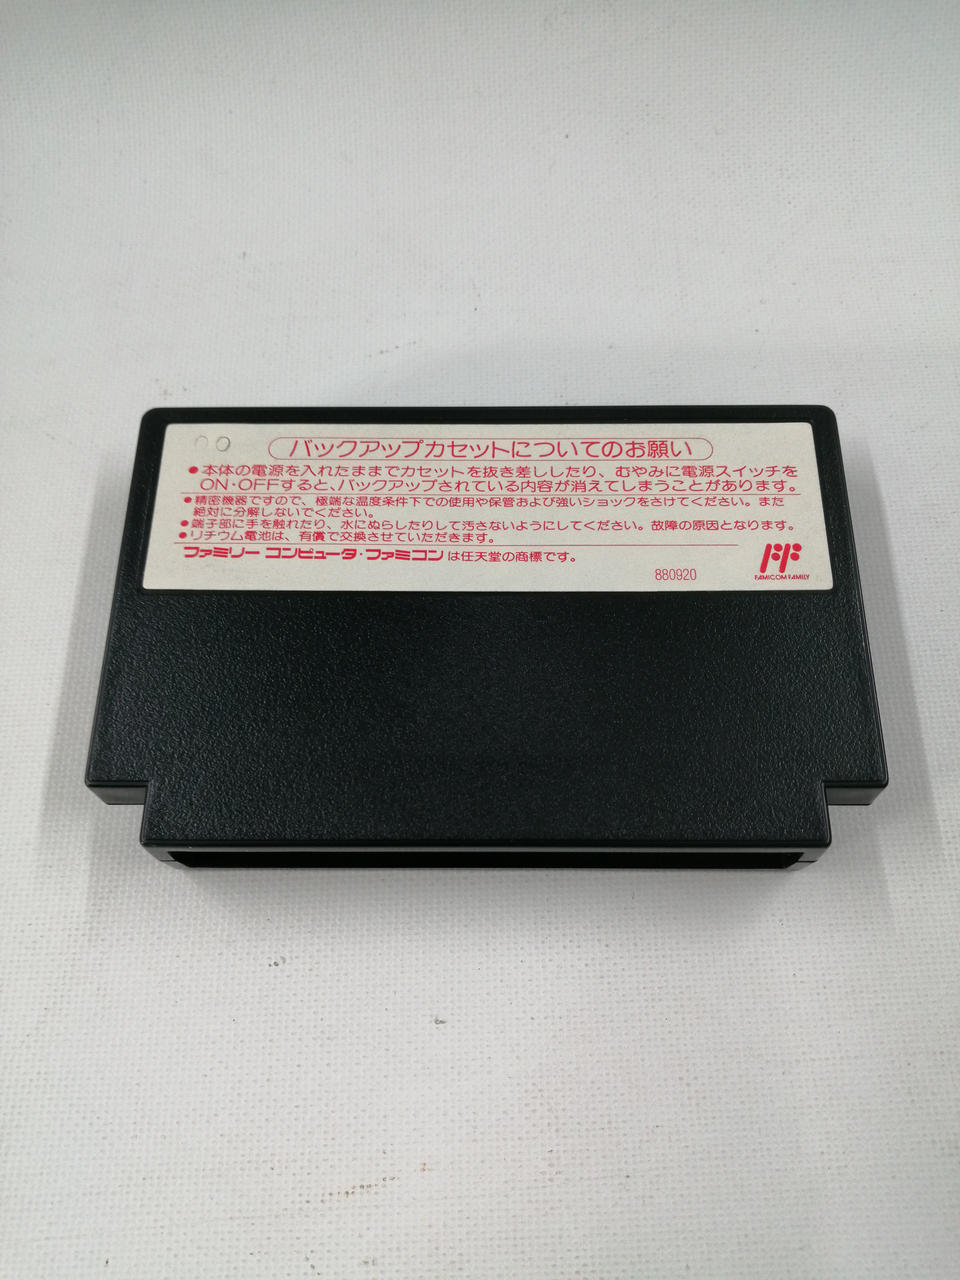 バックアップカセットについてのお願い
●本体の電源を入れたままでカセットを抜き差ししたり、むやみに電源スイッチを
ON・OFFすると、バックアップされている内容が消えてしまうことがあります。
●精密機器ですので、極端な温度条件下での使用や保管および強いショックをさけてください。また
絶対に分解しないでください。
●端子部に手を触れたり、水にぬらしたりして汚さないようにしてください。故障の原因となります。
●リチウム電池は、有償で交換させていただきます。
ファミリー コンピュータ・ファミコン は任天堂の商標です。
880920
FF
FAMICOM FAMILY